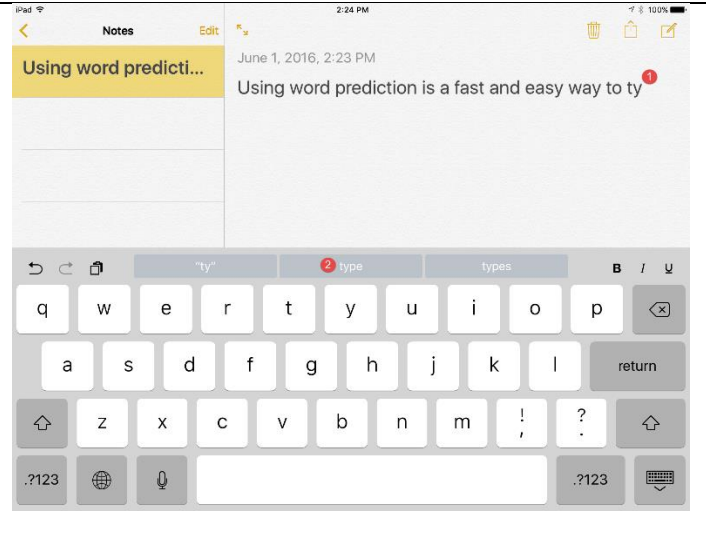 iPad 2:24 PM 100%
Notes Edit
Using word predicti...
June 1, 2016, 2:23 PM
Using word prediction is a fast and easy way to ty 1
"ty" 2 type types B I U
q w e r t y u i o p
a s d f g h j k l return
z x c v b n m ! , ? .
.?123 .?123